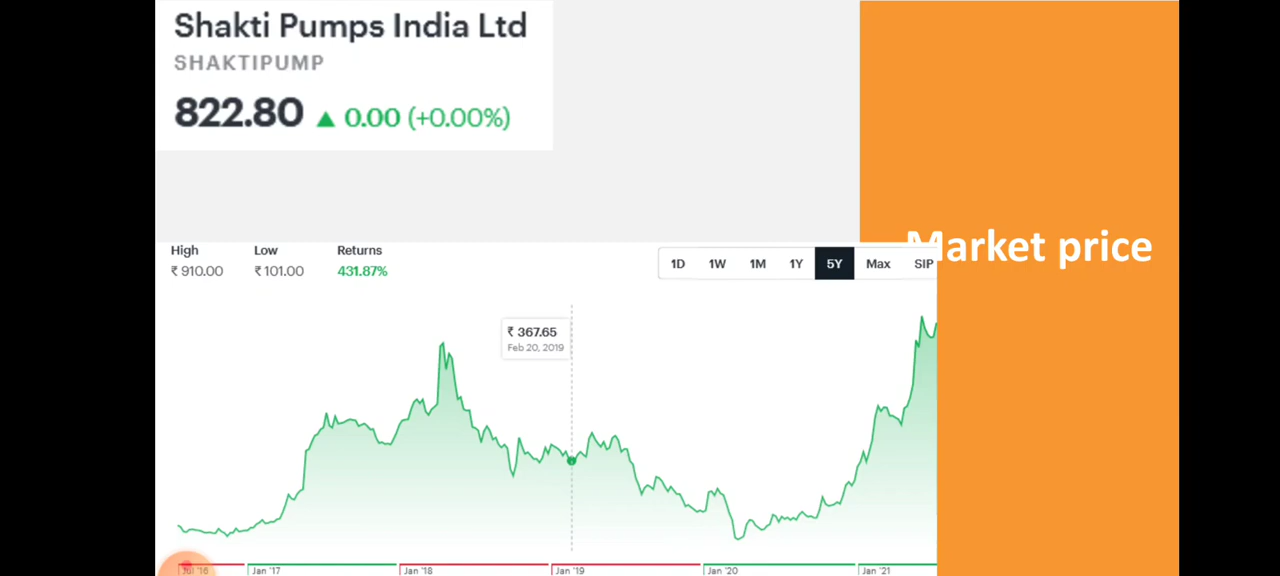 Shakti Pumps India Ltd
SHAKTIPUMP
822.80 ▲ 0.00 (+0.00%)
Market price
High Low Returns
₹ 910.00 ₹ 101.00 431.87%
1D 1W 1M 1Y 5Y Max SIP
₹ 367.65
Feb 20, 2019
Jul '16 Jan '17 Jan '18 Jan '19 Jan '20 Jan '21